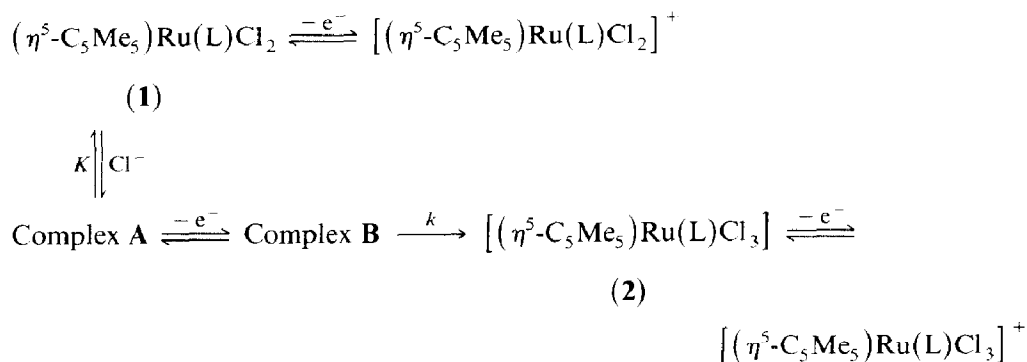 (η⁵-C₅Me₅)Ru(L)Cl₂ ⇌ − e⁻ [(η⁵-C₅Me₅)Ru(L)Cl₂]⁺
(1)
K Cl⁻
Complex A ⇌ − e⁻ Complex B → k [(η⁵-C₅Me₅)Ru(L)Cl₃] ⇌ − e⁻
(2)
[(η⁵-C₅Me₅)Ru(L)Cl₃]⁺